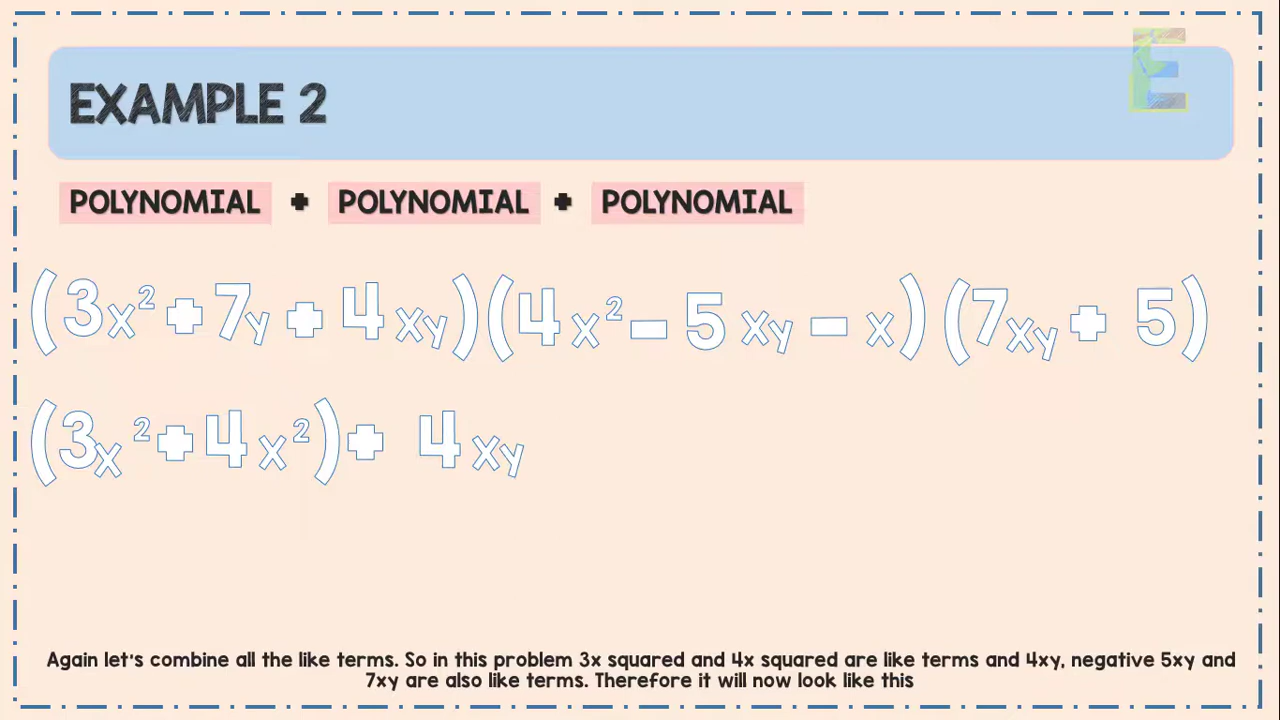 E
EXAMPLE 2
POLYNOMIAL + POLYNOMIAL + POLYNOMIAL
(3x² + 7y + 4xy)(4x² - 5xy - x)(7xy + 5)
(3x² + 4x²) + 4xy
Again let's combine all the like terms. So in this problem 3x squared and 4x squared are like terms and 4xy, negative 5xy and
7xy are also like terms. Therefore it will now look like this